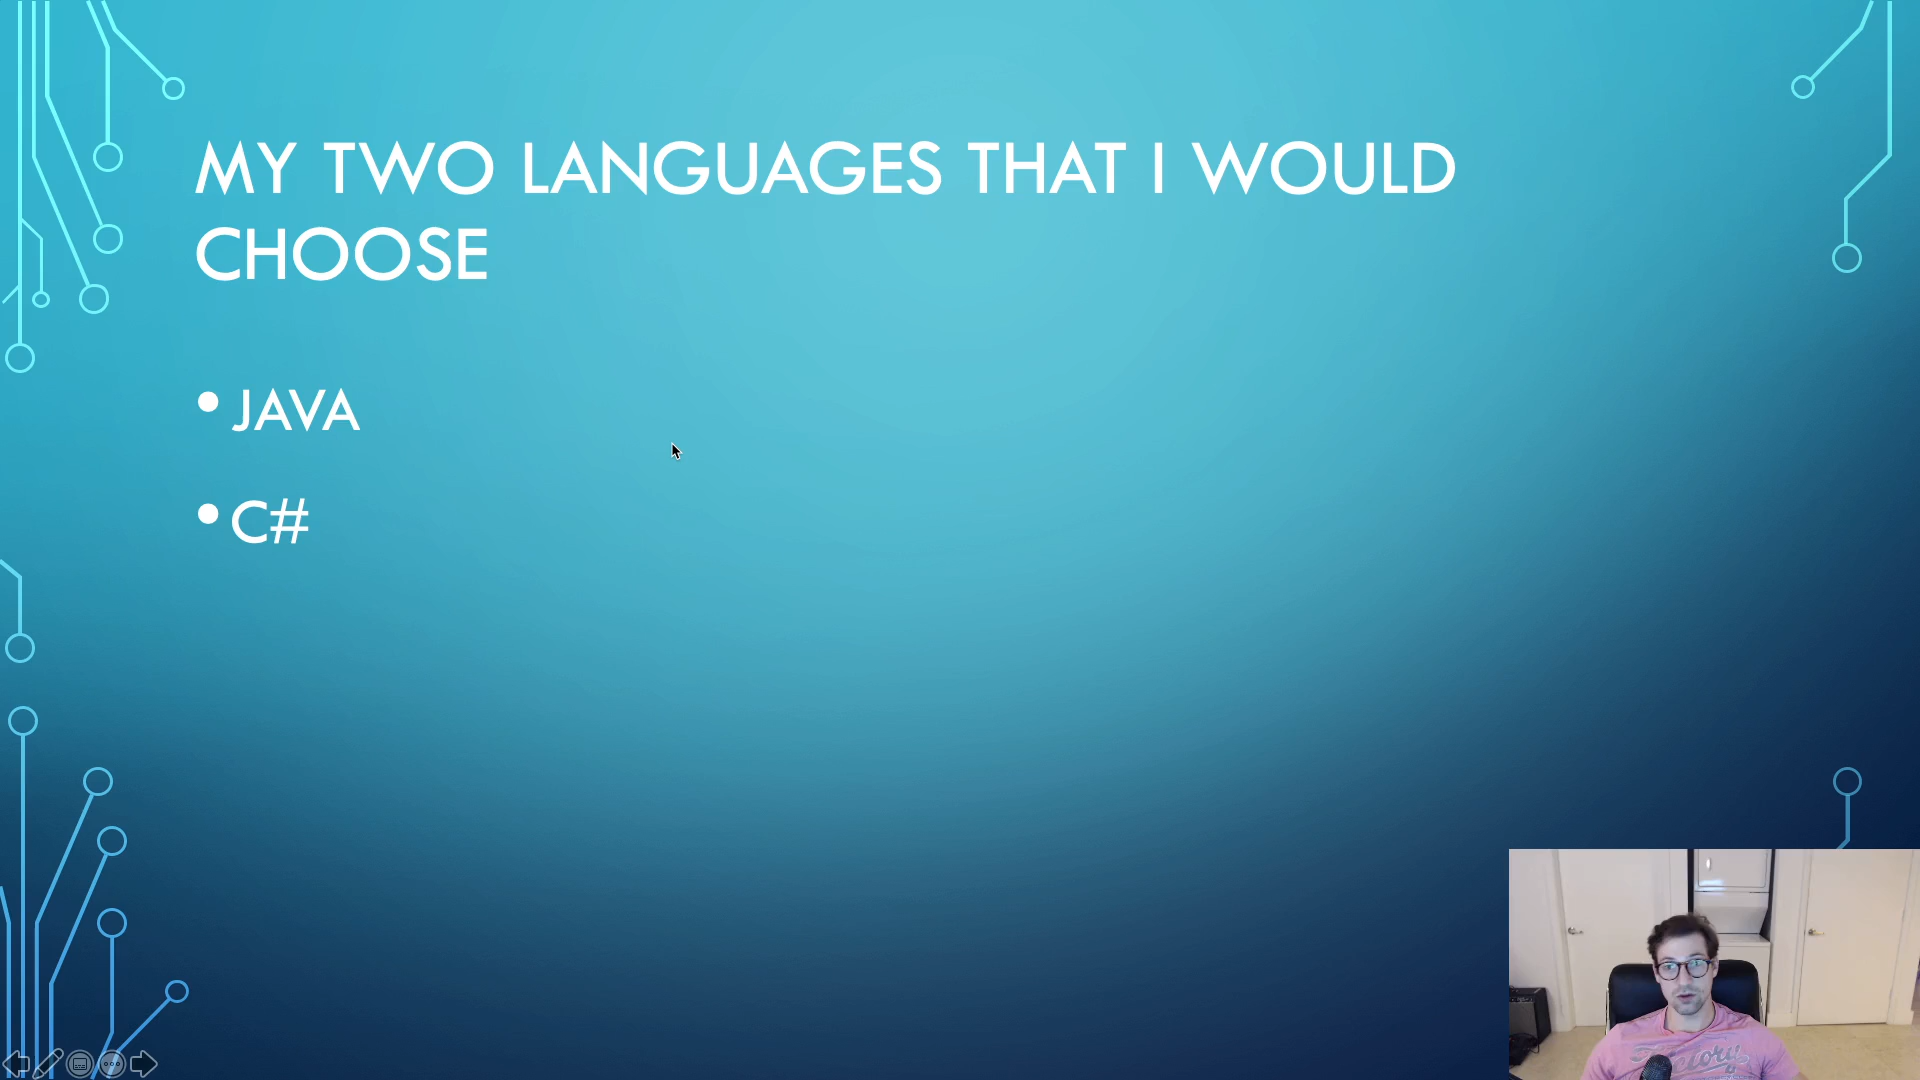 MY TWO LANGUAGES THAT I WOULD
CHOOSE
• JAVA
• C#